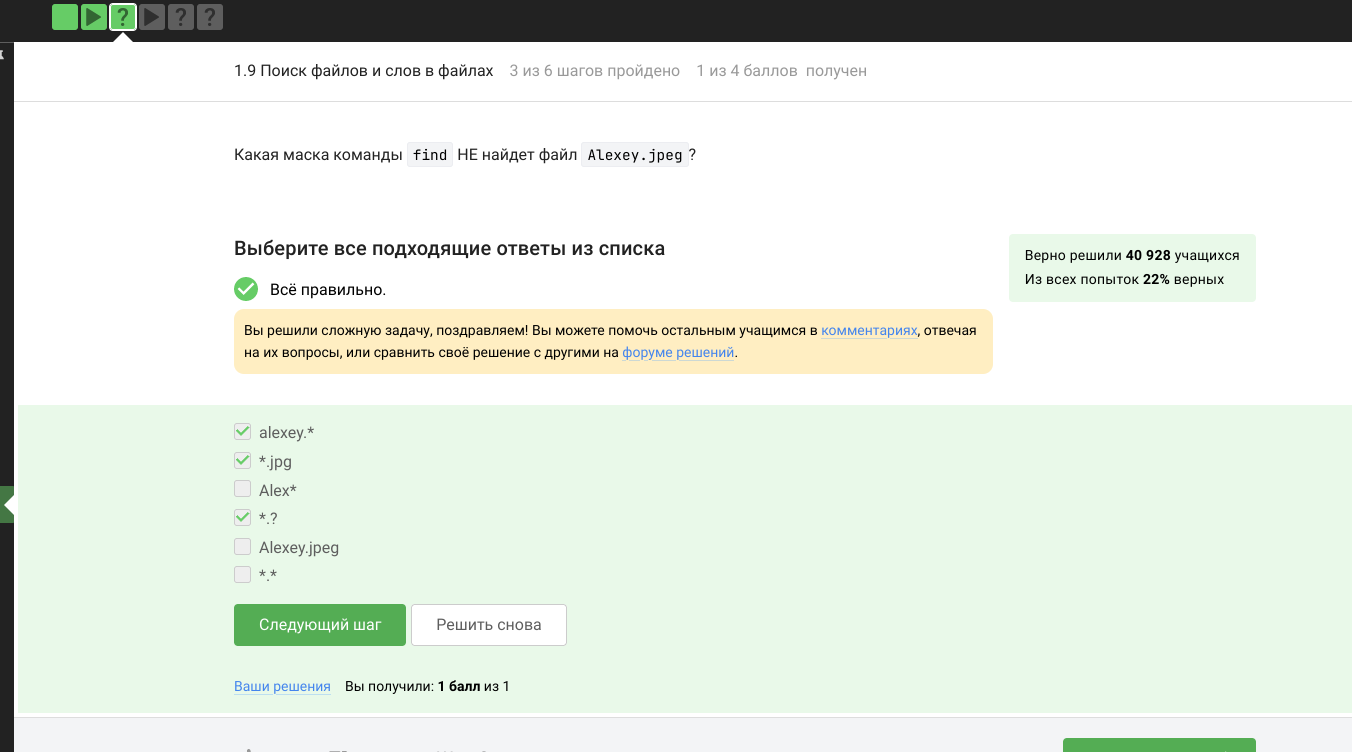 ? ? ?
1.9 Поиск файлов и слов в файлах 3 из 6 шагов пройдено 1 из 4 баллов получен
Какая маска команды find НЕ найдет файл Alexey.jpeg?
Выберите все подходящие ответы из списка
Верно решили 40 928 учащихся
Из всех попыток 22% верных
Всё правильно.
Вы решили сложную задачу, поздравляем! Вы можете помочь остальным учащимся в комментариях, отвечая
на их вопросы, или сравнить своё решение с другими на форуме решений.
alexey.*
*.jpg
Alex*
*.?
Alexey.jpeg
*.*
Следующий шаг Решить снова
Ваши решения Вы получили: 1 балл из 1